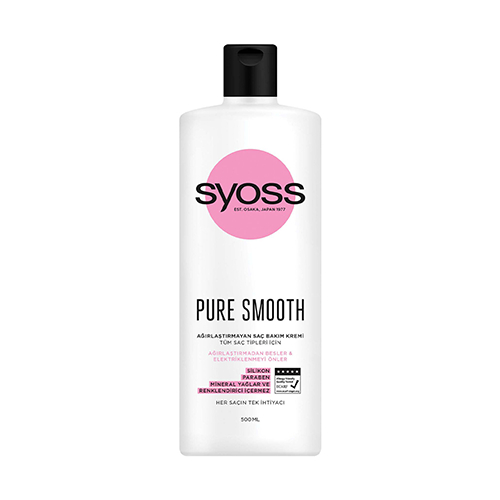 syoss
EST. OSAKA, JAPAN 1977
PURE SMOOTH
AĞIRLAŞTIRMAYAN SAÇ BAKIM KREMİ
TÜM SAÇ TİPLERİ İÇİN
AĞIRLAŞTIRMADAN BESLER &
ELEKTRİKLENMEYİ ÖNLER
SİLİKON
PARABEN
MİNERAL YAĞLAR VE
RENKLENDİRİCİ İÇERMEZ
HER SAÇIN TEK İHTİYACI
500 ML